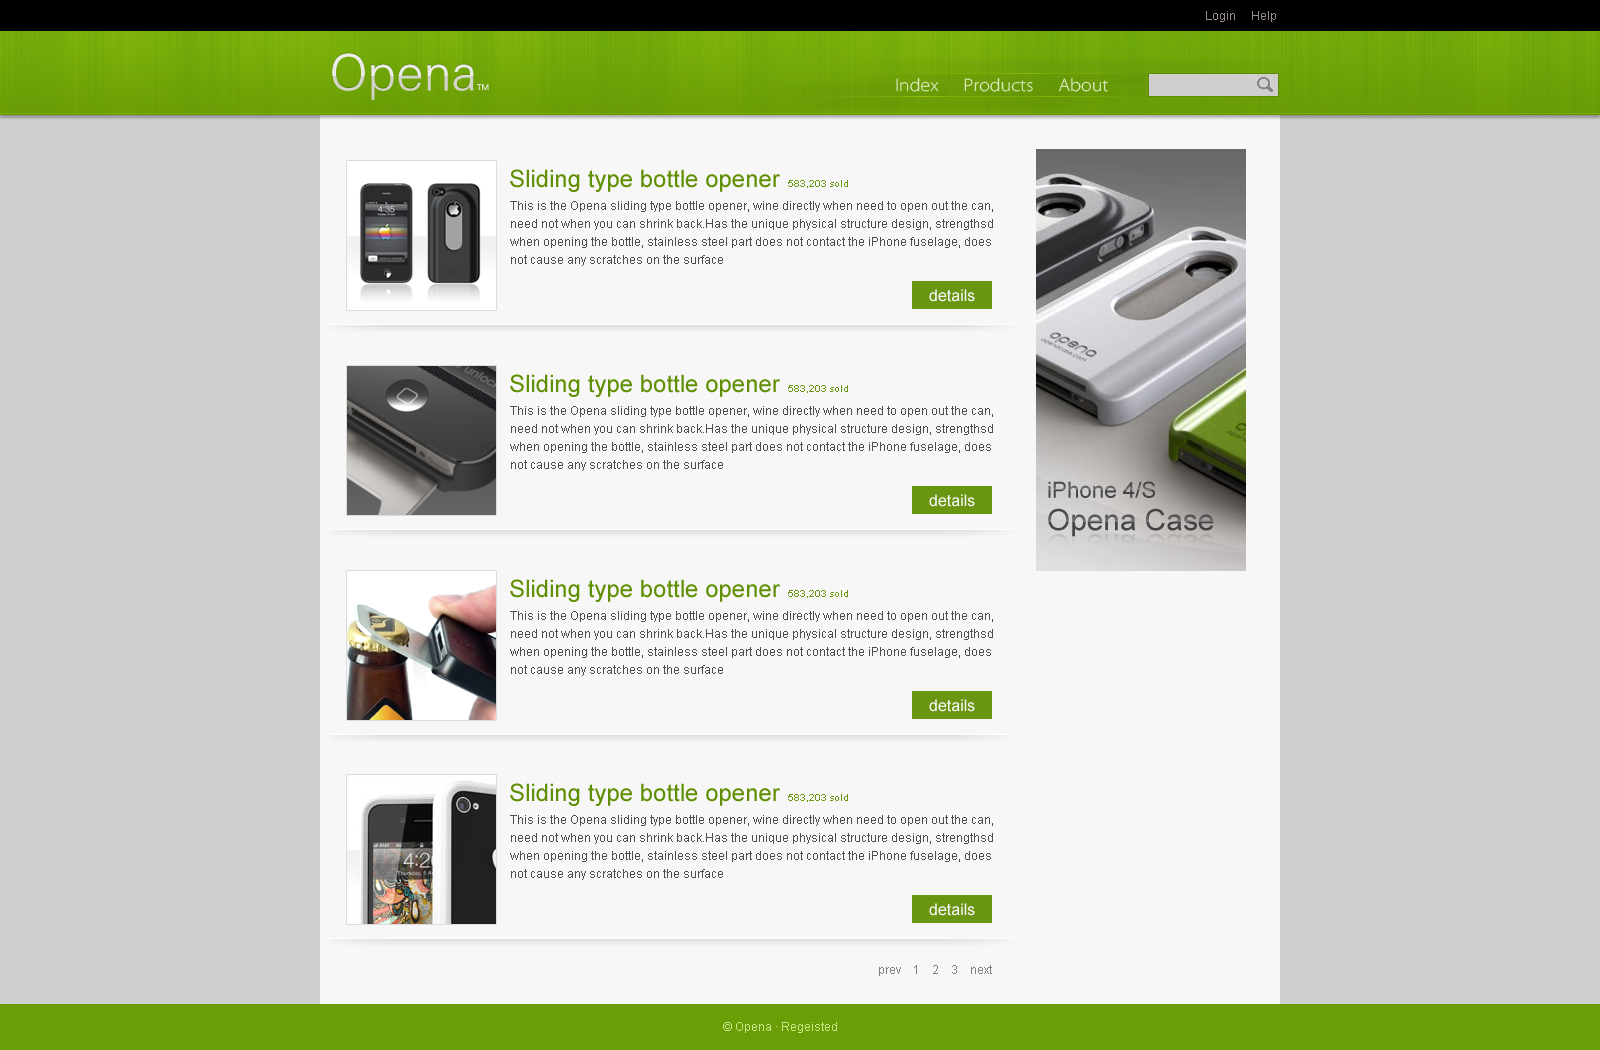 Login Help
Opena™
Index Products About
Sliding type bottle opener 583,203 sold
This is the Opena sliding type bottle opener, wine directly when need to open out the can,
need not when you can shrink back.Has the unique physical structure design, strengthsd
when opening the bottle, stainless steel part does not contact the iPhone fuselage, does
not cause any scratches on the surface
details
4:35
Sliding type bottle opener 583,203 sold
This is the Opena sliding type bottle opener, wine directly when need to open out the can,
need not when you can shrink back.Has the unique physical structure design, strengthsd
when opening the bottle, stainless steel part does not contact the iPhone fuselage, does
not cause any scratches on the surface
details
unlock
Sliding type bottle opener 583,203 sold
This is the Opena sliding type bottle opener, wine directly when need to open out the can,
need not when you can shrink back.Has the unique physical structure design, strengthsd
when opening the bottle, stainless steel part does not contact the iPhone fuselage, does
not cause any scratches on the surface
details
Sliding type bottle opener 583,203 sold
This is the Opena sliding type bottle opener, wine directly when need to open out the can,
need not when you can shrink back.Has the unique physical structure design, strengthsd
when opening the bottle, stainless steel part does not contact the iPhone fuselage, does
not cause any scratches on the surface
details
4:20
prev 1 2 3 next
opena
openacase.com
iPhone 4/S
Opena Case
© Opena · Regeisted